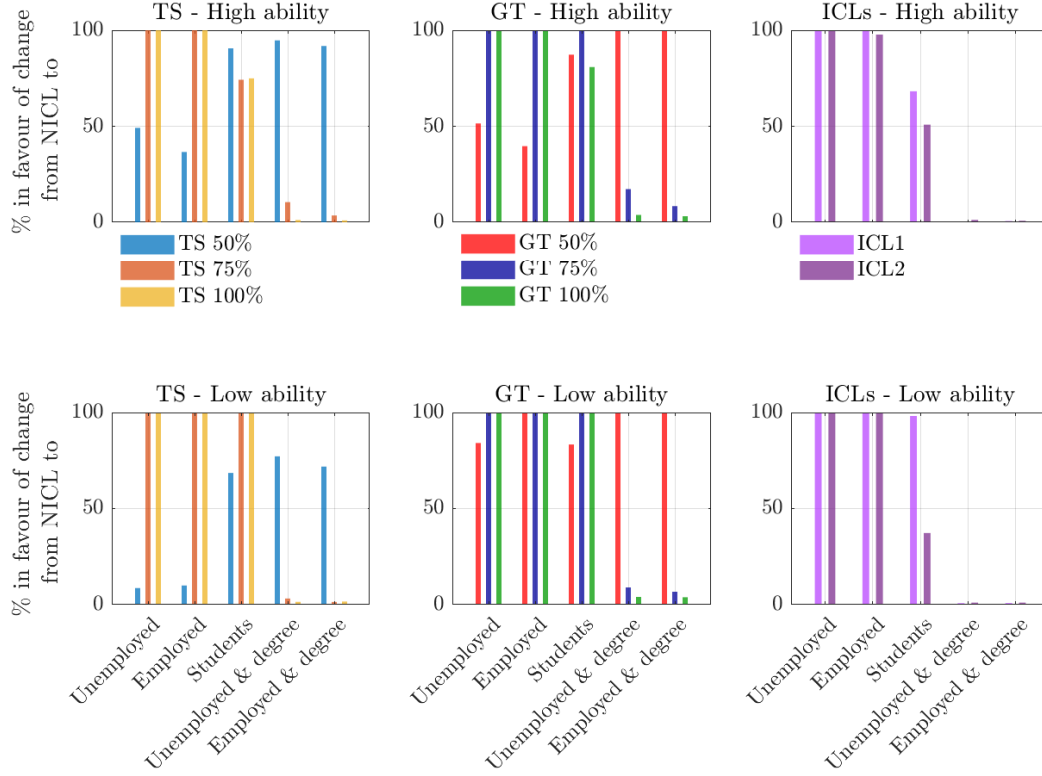 TS - High ability
GT - High ability
ICLs - High ability
% in favour of change
from NICL to
100
50
0
100
50
0
100
50
0
TS 50%
TS 75%
TS 100%
GT 50%
GT 75%
GT 100%
ICL1
ICL2
TS - Low ability
GT - Low ability
ICLs - Low ability
% in favour of change
from NICL to
100
50
0
100
50
0
100
50
0
Unemployed
Employed
Students
Unemployed & degree
Employed & degree
Unemployed
Employed
Students
Unemployed & degree
Employed & degree
Unemployed
Employed
Students
Unemployed & degree
Employed & degree